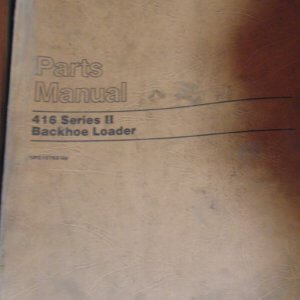 Parts
Manual
416 Series II
Backhoe Loader